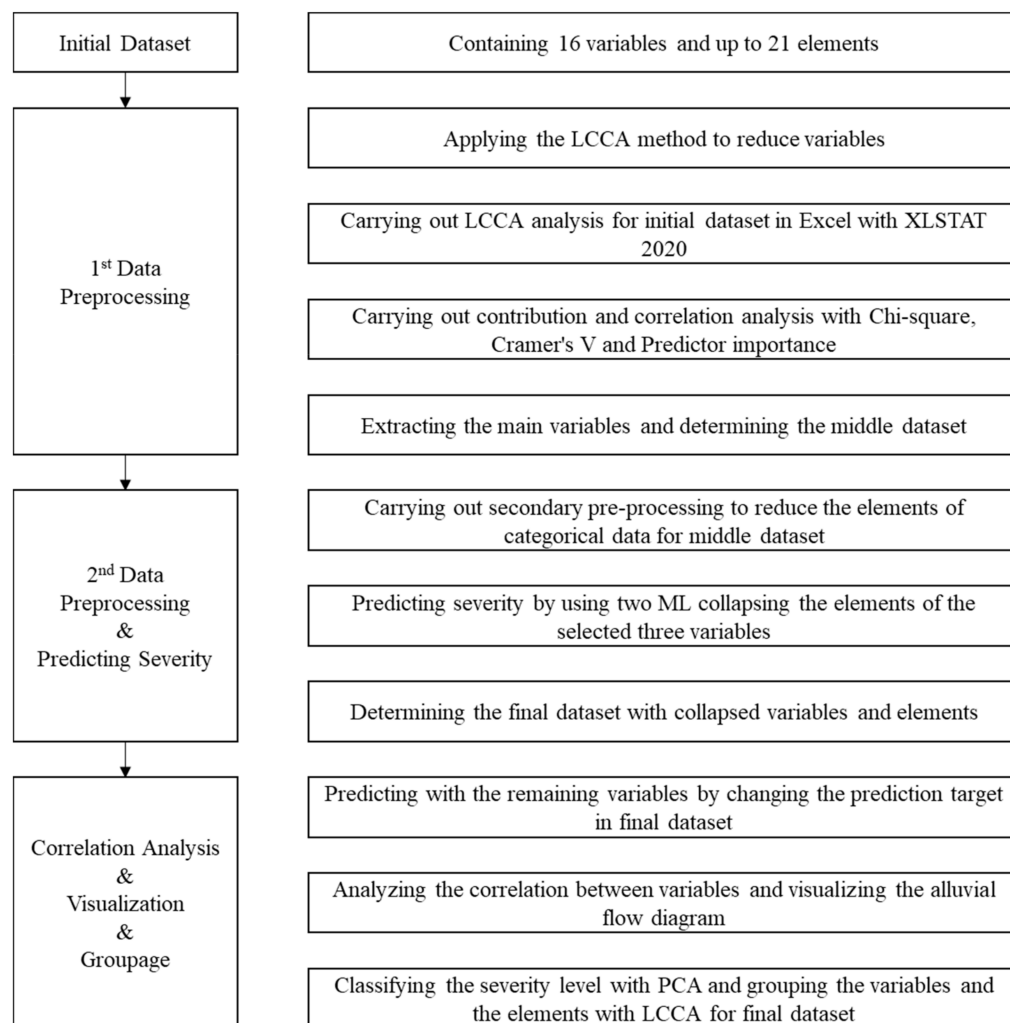 Initial Dataset
Containing 16 variables and up to 21 elements
1st Data
Preprocessing
Applying the LCCA method to reduce variables
Carrying out LCCA analysis for initial dataset in Excel with XLSTAT
2020
Carrying out contribution and correlation analysis with Chi-square,
Cramer's V and Predictor importance
Extracting the main variables and determining the middle dataset
2nd Data
Preprocessing
&
Predicting Severity
Carrying out secondary pre-processing to reduce the elements of
categorical data for middle dataset
Predicting severity by using two ML collapsing the elements of the
selected three variables
Determining the final dataset with collapsed variables and elements
Correlation Analysis
&
Visualization
&
Groupage
Predicting with the remaining variables by changing the prediction target
in final dataset
Analyzing the correlation between variables and visualizing the alluvial
flow diagram
Classifying the severity level with PCA and grouping the variables and
the elements with LCCA for final dataset